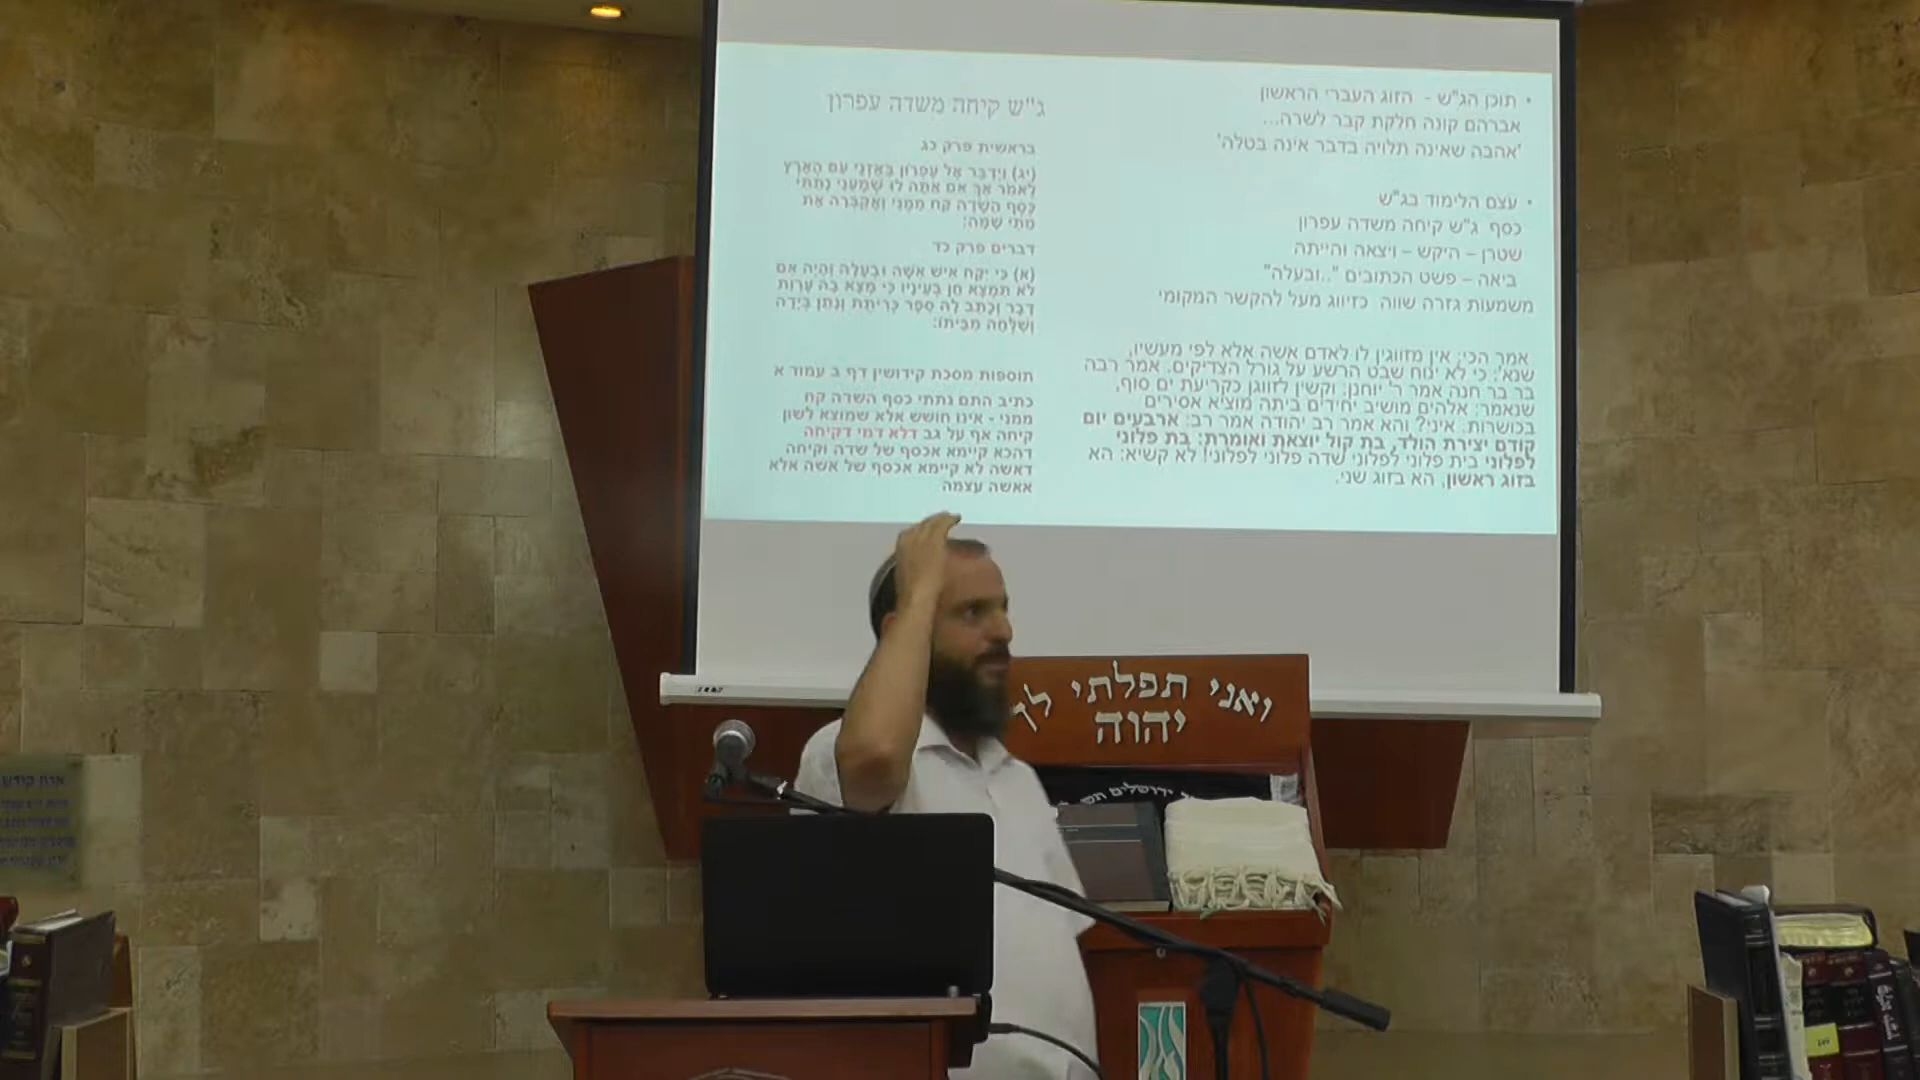 • תוכן הג"ש - הזוג העברי הראשון
אברהם קונה חלקת קבר לשרה...
'אהבה שאינה תלויה בדבר אינה בטלה'
• עצם הלימוד בג"ש
כסף ג"ש קיחה משדה עפרון
שטרן – היקש – ויצאה והייתה
ביאה – פשט הכתובים "..ובעלה"
משמעות גזרה שווה כזיווג מעל להקשר המקומי
אמר הכי: אין מזווגין לו לאדם אשה אלא לפי מעשיו,
שנא': כי לא ינוח שבט הרשע על גורל הצדיקים. אמר רבה
בר בר חנה אמר ר' יוחנן: וקשין לזווגן כקריעת ים סוף,
שנאמר: אלהים מושיב יחידים ביתה מוציא אסירים
בכושרות. איני? והא אמר רב יהודה אמר רב: ארבעים יום
קודם יצירת הולד, בת קול יוצאת ואומרת: בת פלוני
לפלוני בית פלוני לפלוני שדה פלוני לפלוני! לא קשיא: הא
בזוג ראשון, הא בזוג שני.
ג"ש קיחה משדה עפרון
בראשית פרק כג
(יג) וַיְדַבֵּר אֶל עֶפְרוֹן בְּאָזְנֵי עַם הָאָרֶץ
לֵאמֹר אַךְ אִם אַתָּה לוּ שְׁמָעֵנִי נָתַתִּי
כֶּסֶף הַשָּׂדֶה קַח מִמֶּנִּי וְאֶקְבְּרָה אֶת
מֵתִי שָׁמָּה:
דברים פרק כד
(א) כִּי יִקַּח אִישׁ אִשָּׁה וּבְעָלָהּ וְהָיָה אִם
לֹא תִמְצָא חֵן בְּעֵינָיו כִּי מָצָא בָהּ עֶרְוַת
דָּבָר וְכָתַב לָהּ סֵפֶר כְּרִיתֻת וְנָתַן בְּיָדָהּ
וְשִׁלְּחָהּ מִבֵּיתוֹ:
תוספות מסכת קידושין דף ב עמוד א
כתיב התם נתתי כסף השדה קח
ממני - אינו חושש אלא שמוצא לשון
קיחה אף על גב דלא דמי דקיחה
דהכא קיימא אכסף של שדה וקיחה
דאשה לא קיימא אכסף של אשה אלא
אאשה עצמה
ואני תפלתי לך
יהוה
ירושלים
ארון קודש